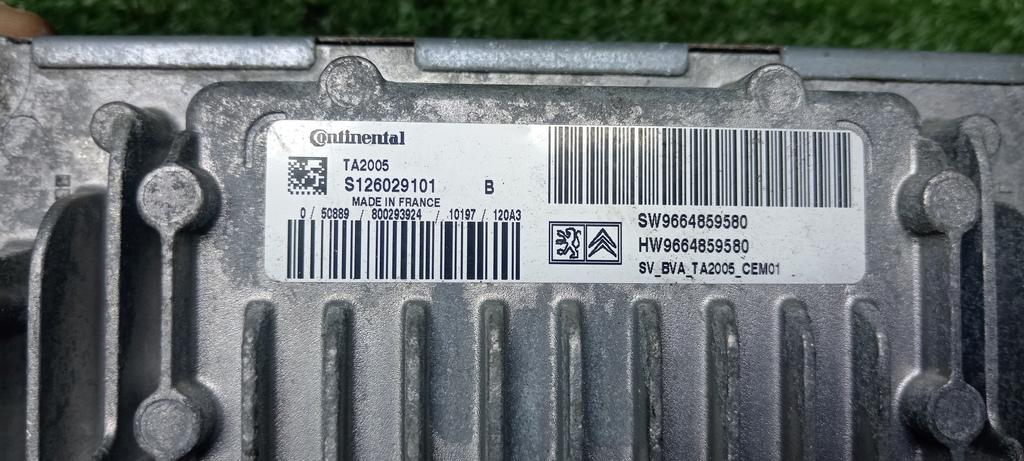 Continental
TA2005
S126029101 B
MADE IN FRANCE
0 / 50889 / 800293924 / 10197 / 120A3
SW9664859580
HW9664859580
SV_BVA_TA2005_CEM01